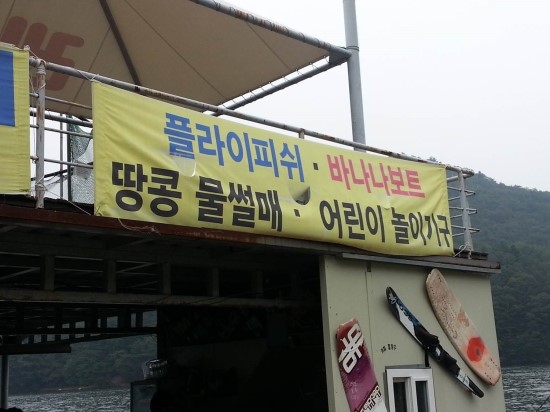 플라이피쉬 · 바나나보트
땅콩 물썰매 · 어린이 놀이기구